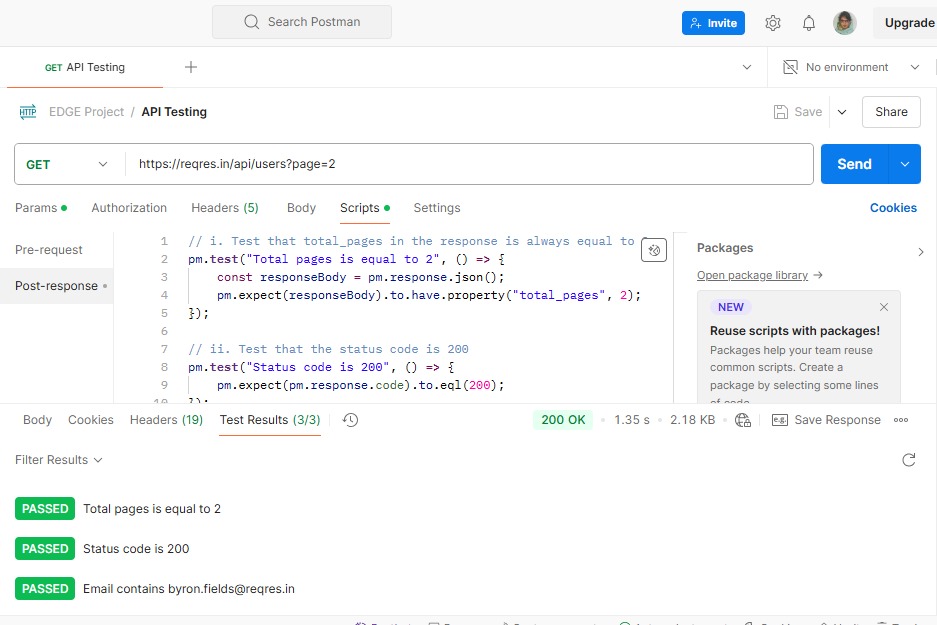 Search Postman
Invite
Upgrade
GET API Testing
No environment
HTTP EDGE Project / API Testing
Save
Share
GET https://reqres.in/api/users?page=2
Send
Params Authorization Headers (5) Body Scripts Settings
Cookies
Pre-request
Post-response
1 // i. Test that total_pages in the response is always equal to
2 pm.test("Total pages is equal to 2", () => {
3 const responseBody = pm.response.json();
4 pm.expect(responseBody).to.have.property("total_pages", 2);
5 });
6
7 // ii. Test that the status code is 200
8 pm.test("Status code is 200", () => {
9 pm.expect(pm.response.code).to.eql(200);
10 });
Packages
Open package library →
NEW
Reuse scripts with packages!
Packages help your team reuse
common scripts. Create a
package by selecting some lines
of code
Body Cookies Headers (19) Test Results (3/3)
200 OK • 1.35 s • 2.18 KB • e.g. Save Response
Filter Results
PASSED Total pages is equal to 2
PASSED Status code is 200
PASSED Email contains byron.fields@reqres.in